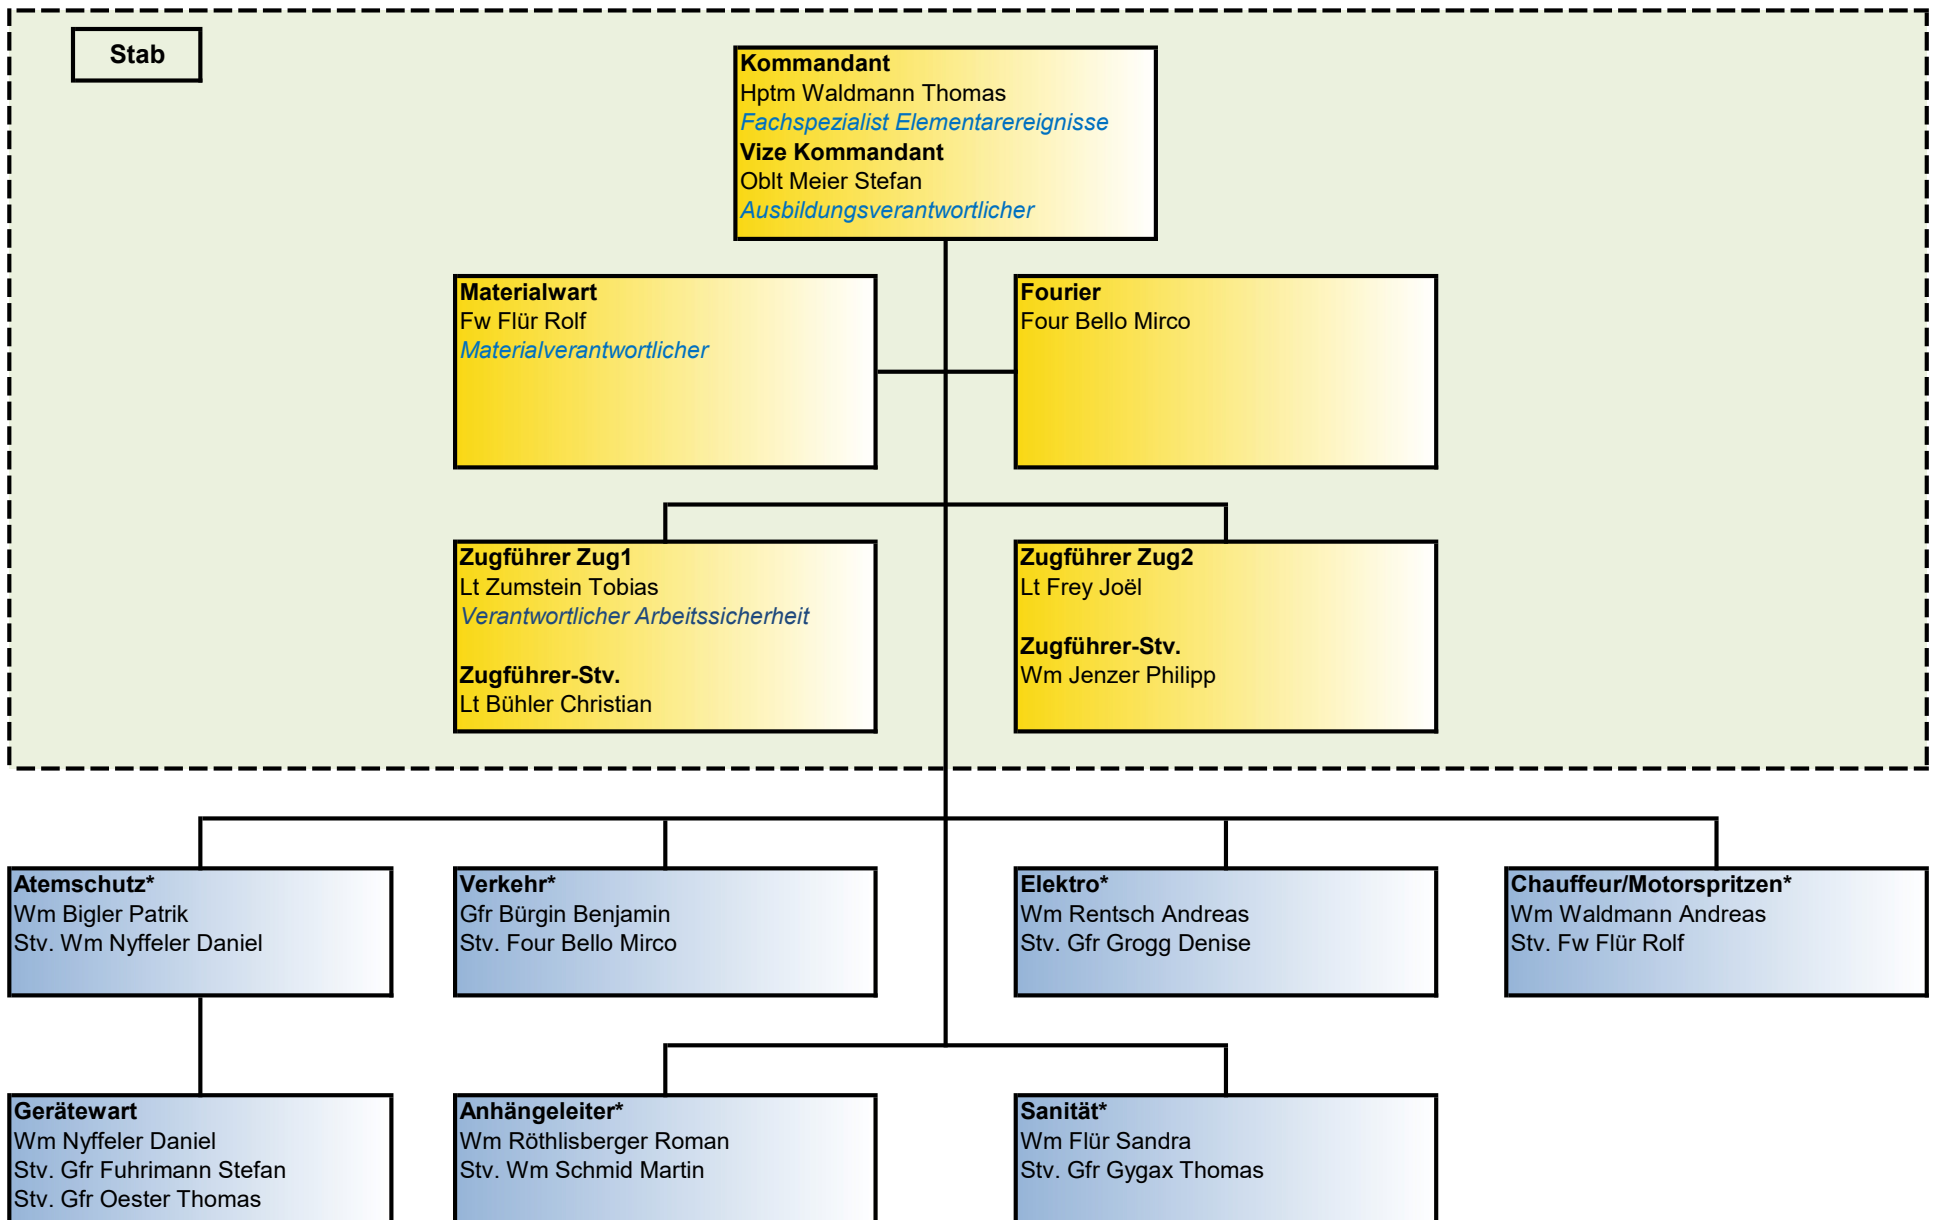 Stab
Kommandant
Hptm Waldmann Thomas
Fachspezialist Elementarereignisse
Vize Kommandant
Oblt Meier Stefan
Ausbildungsverantwortlicher
Materialwart
Fw Flür Rolf
Materialverantwortlicher
Fourier
Four Bello Mirco
Zugführer Zug1
Lt Zumstein Tobias
Verantwortlicher Arbeitssicherheit
Zugführer-Stv.
Lt Bühler Christian
Zugführer Zug2
Lt Frey Joël
Zugführer-Stv.
Wm Jenzer Philipp
Atemschutz*
Wm Bigler Patrik
Stv. Wm Nyffeler Daniel
Verkehr*
Gfr Bürgin Benjamin
Stv. Four Bello Mirco
Elektro*
Wm Rentsch Andreas
Stv. Gfr Grogg Denise
Chauffeur/Motorspritzen*
Wm Waldmann Andreas
Stv. Fw Flür Rolf
Gerätewart
Wm Nyffeler Daniel
Stv. Gfr Fuhrimann Stefan
Stv. Gfr Oester Thomas
Anhängeleiter*
Wm Röthlisberger Roman
Stv. Wm Schmid Martin
Sanität*
Wm Flür Sandra
Stv. Gfr Gygax Thomas